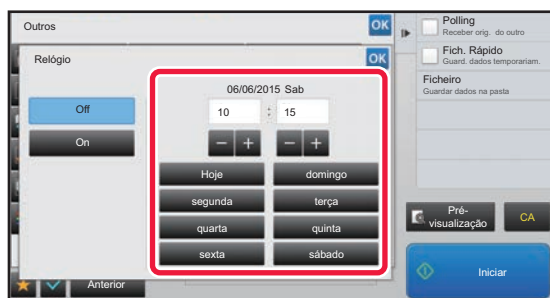 Outros
OK
Relógio
OK
06/06/2015 Sab
10 : 15
Off
On
Hoje
domingo
segunda
terça
quarta
quinta
sexta
sábado
Anterior
Polling
Receber orig. do outro
Fich. Rápido
Guard. dados temporariam.
Ficheiro
Guardar dados na pasta
Pré-
visualização
CA
Iniciar